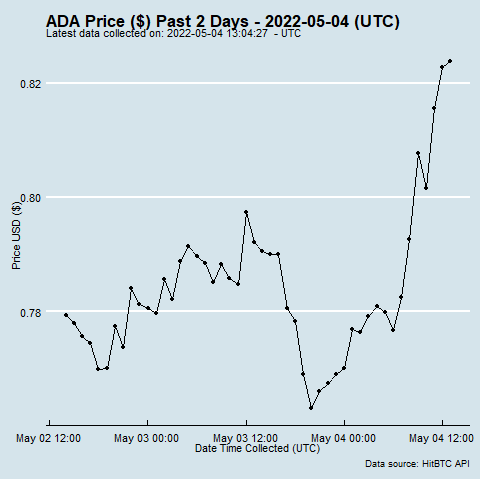 ADA Price ($) Past 2 Days - 2022-05-04 (UTC)
Latest data collected on: 2022-05-04 13:04:27 - UTC
0.82
0.80
0.78
Price USD ($)
May 02 12:00
May 03 00:00
May 03 12:00
May 04 00:00
May 04 12:00
Date Time Collected (UTC)
Data source: HitBTC API